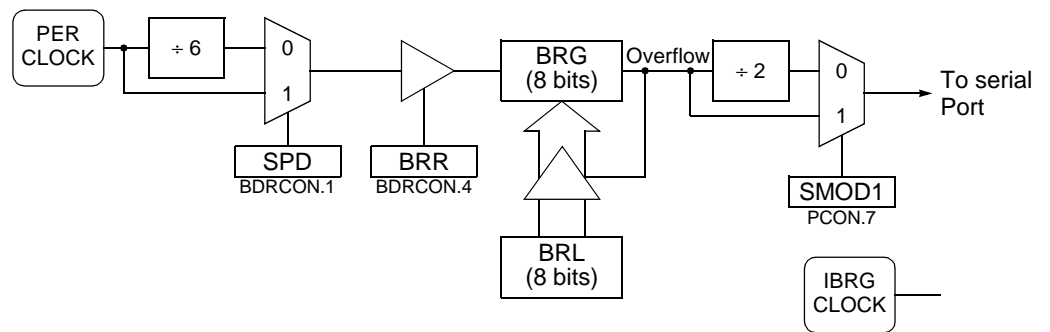 PER
CLOCK
÷ 6
0
1
SPD
BDRCON.1
BRR
BDRCON.4
BRG
(8 bits)
Overflow
BRL
(8 bits)
÷ 2
0
1
To serial
Port
SMOD1
PCON.7
IBRG
CLOCK